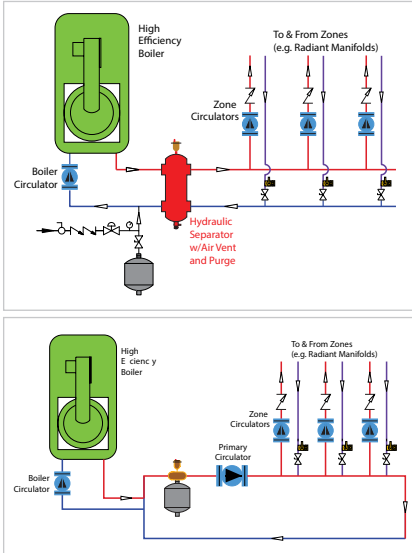 High
Efficiency
Boiler
To & From Zones
(e.g. Radiant Manifolds)
Zone
Circulators
Boiler
Circulator
Hydraulic
Separator
w/Air Vent
and Purge
High
E cienc y
Boiler
To & From Zones
(e.g. Radiant Manifolds)
Zone
Circulators
Primary
Circulator
Boiler
Circulator